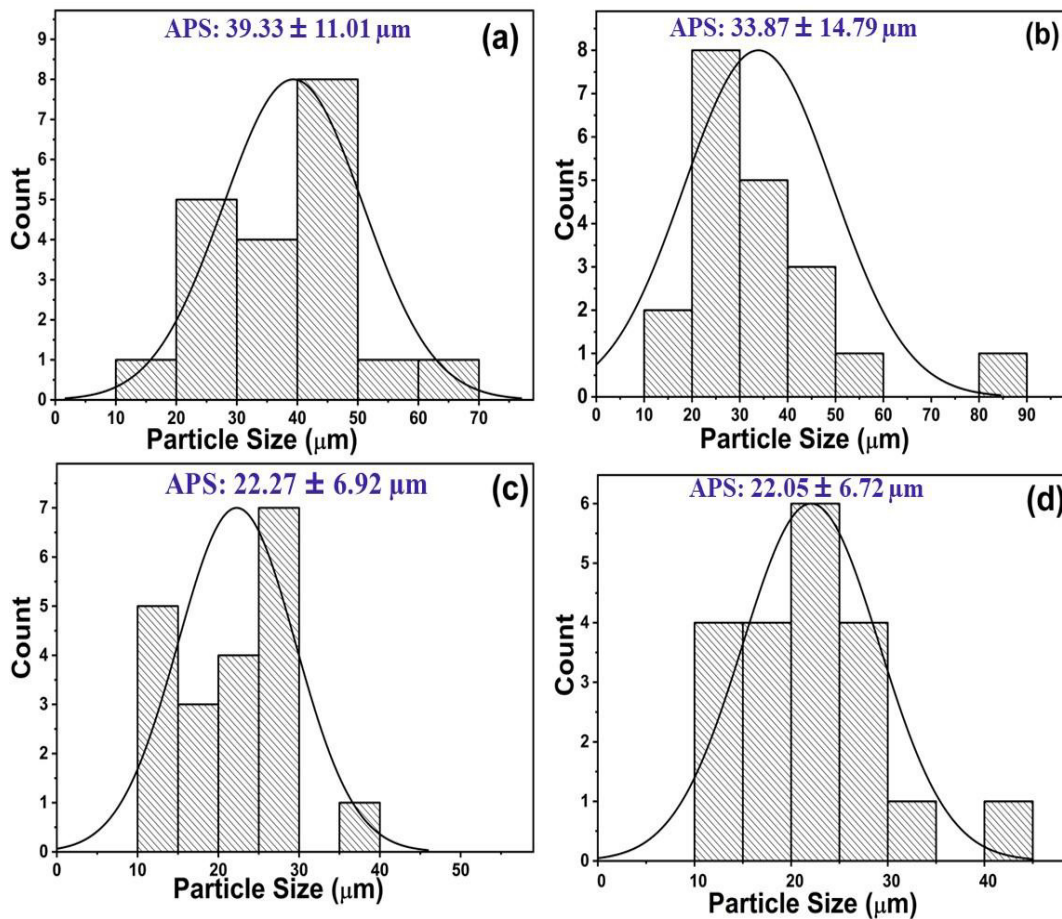 APS: 39.33 ± 11.01 µm
(a)
9
8
7
6
5
4
3
2
1
0
Count
0 10 20 30 40 50 60 70
Particle Size (µm)
APS: 33.87 ± 14.79 µm
(b)
9
8
7
6
5
4
3
2
1
0
Count
0 10 20 30 40 50 60 70 80 90
Particle Size (µm)
APS: 22.27 ± 6.92 µm
(c)
7
6
5
4
3
2
1
0
Count
0 10 20 30 40 50
Particle Size (µm)
APS: 22.05 ± 6.72 µm
(d)
6
5
4
3
2
1
0
Count
0 10 20 30 40
Particle Size (µm)